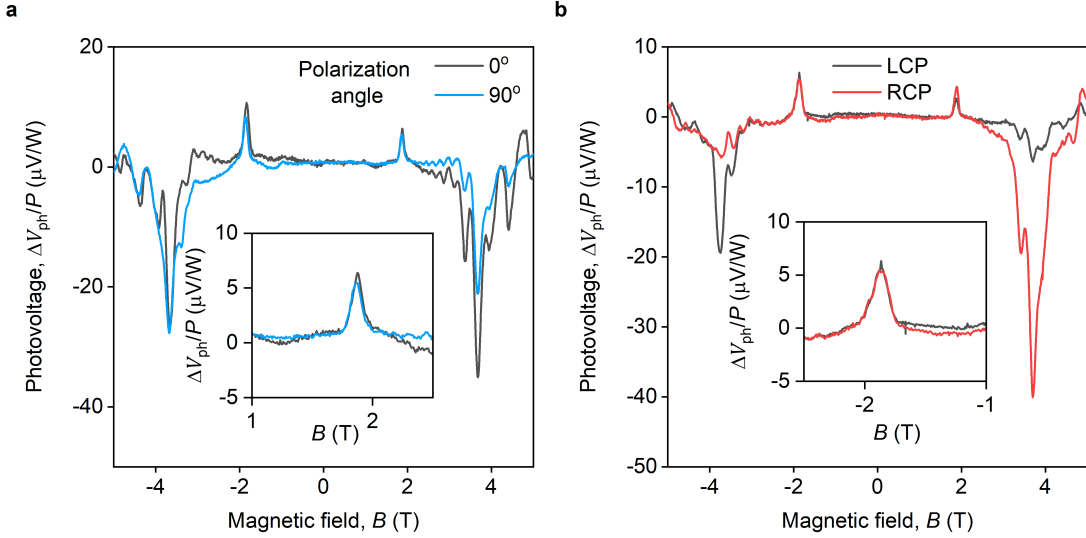 a
20
0
-20
-40
Photovoltage, ΔVph/P (μV/W)
Polarization
angle
0°
90°
10
5
0
-5
ΔVph/P (μV/W)
1
2
B (T)
-4
-2
0
2
4
Magnetic field, B (T)
b
10
0
-10
-20
-30
-40
-50
Photovoltage, ΔVph/P (μV/W)
LCP
RCP
10
5
0
-5
ΔVph/P (μV/W)
-2
-1
B (T)
-4
-2
0
2
4
Magnetic field, B (T)